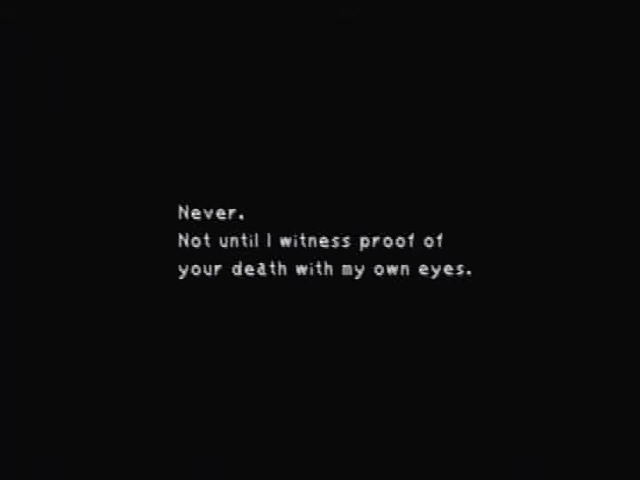 Never.
Not until I witness proof of
your death with my own eyes.